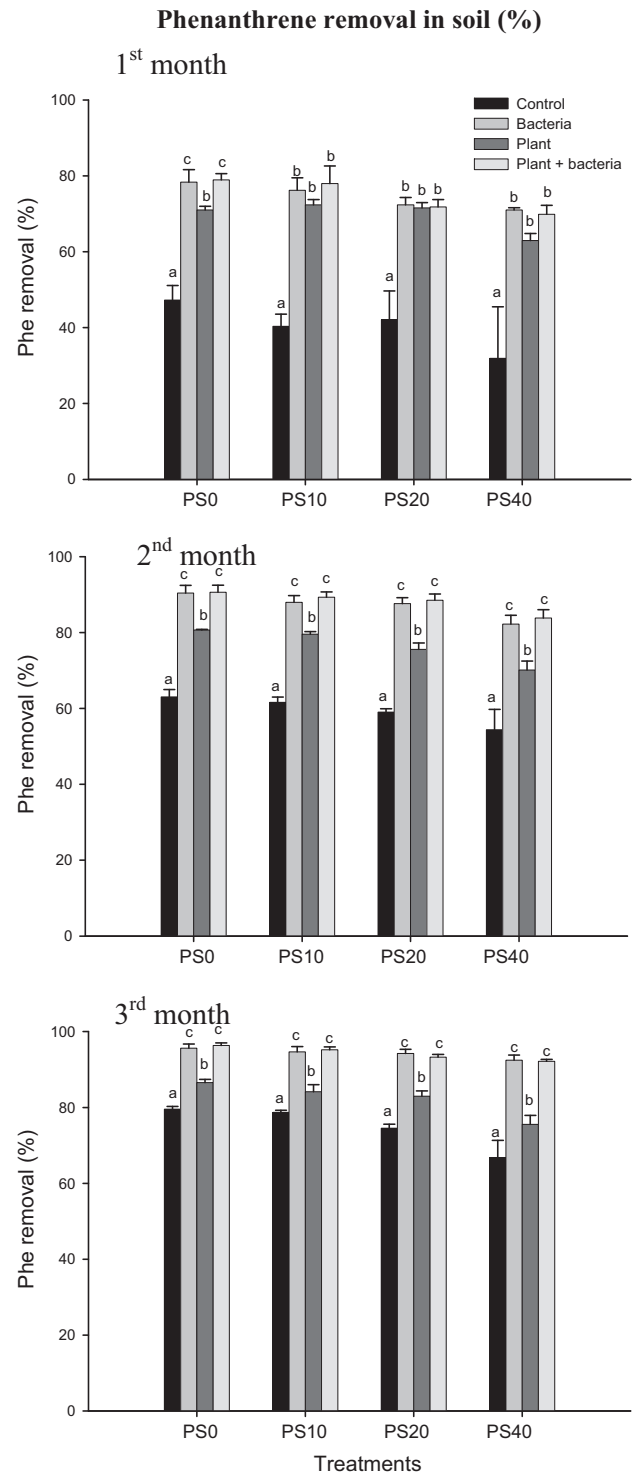 Phenanthrene removal in soil (%)
1st month
100
80
60
40
20
0
Phe removal (%)
Control
Bacteria
Plant
Plant + bacteria
a c b c
a b b b
a b b b
a b b b
PS0 PS10 PS20 PS40
2nd month
100
80
60
40
20
0
Phe removal (%)
a c b c
a c b c
a c b c
a c b c
PS0 PS10 PS20 PS40
3rd month
100
80
60
40
20
0
Phe removal (%)
a c b c
a c b c
a c b c
a c b c
PS0 PS10 PS20 PS40
Treatments